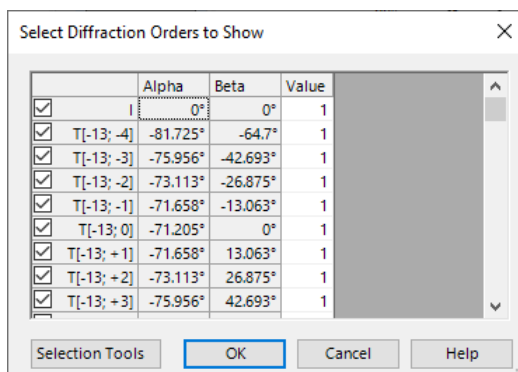 Select Diffraction Orders to Show
Alpha Beta Value
I 0° 0° 1
T[-13; -4] -81.725° -64.7° 1
T[-13; -3] -75.956° -42.693° 1
T[-13; -2] -73.113° -26.875° 1
T[-13; -1] -71.658° -13.063° 1
T[-13; 0] -71.205° 0° 1
T[-13; +1] -71.658° 13.063° 1
T[-13; +2] -73.113° 26.875° 1
T[-13; +3] -75.956° 42.693° 1
Selection Tools OK Cancel Help